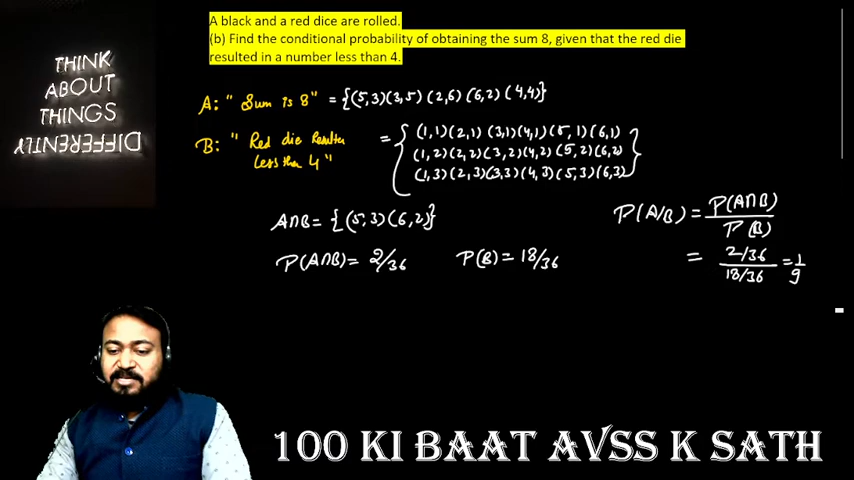 A black and a red dice are rolled.
(b) Find the conditional probability of obtaining the sum 8, given that the red die
resulted in a number less than 4.
THINK
ABOUT
THINGS
DIFFERENTLY
A: " Sum is 8 " = {(5,3)(3,5) (2,6) (6,2) (4,4)}
B: " Red die Results
less than 4 "
= { (1,1)(2,1) (3,1)(4,1)(5,1)(6,1)
(1,2)(2,2)(3,2)(4,2)(5,2)(6,2)
(1,3)(2,3)(3,3)(4,3)(5,3)(6,3) }
A∩B = {(5,3)(6,2)}
P(A∩B) = 2/36 P(B) = 18/36
P(A/B) = P(A∩B) / P(B)
= 2/36 / 18/36 = 1/9
100 KI BAAT AVSS K SATH